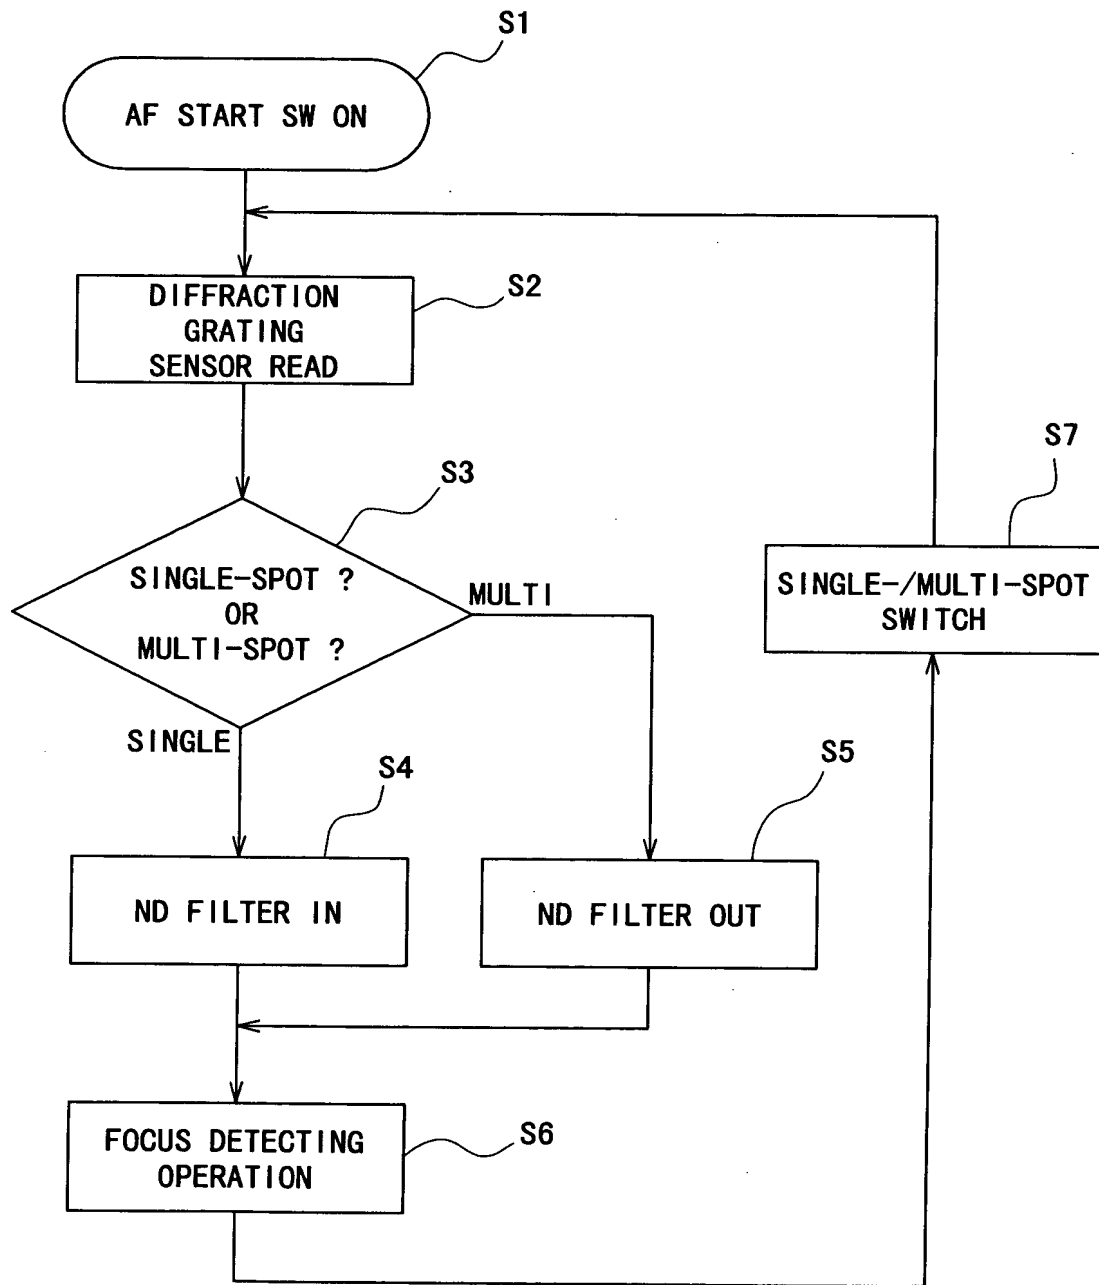 S1
AF START SW ON
S2
DIFFRACTION
GRATING
SENSOR READ
S7
SINGLE-/MULTI-SPOT
SWITCH
S3
SINGLE-SPOT ?
OR
MULTI-SPOT ?
MULTI
SINGLE
S4
ND FILTER IN
S5
ND FILTER OUT
S6
FOCUS DETECTING
OPERATION